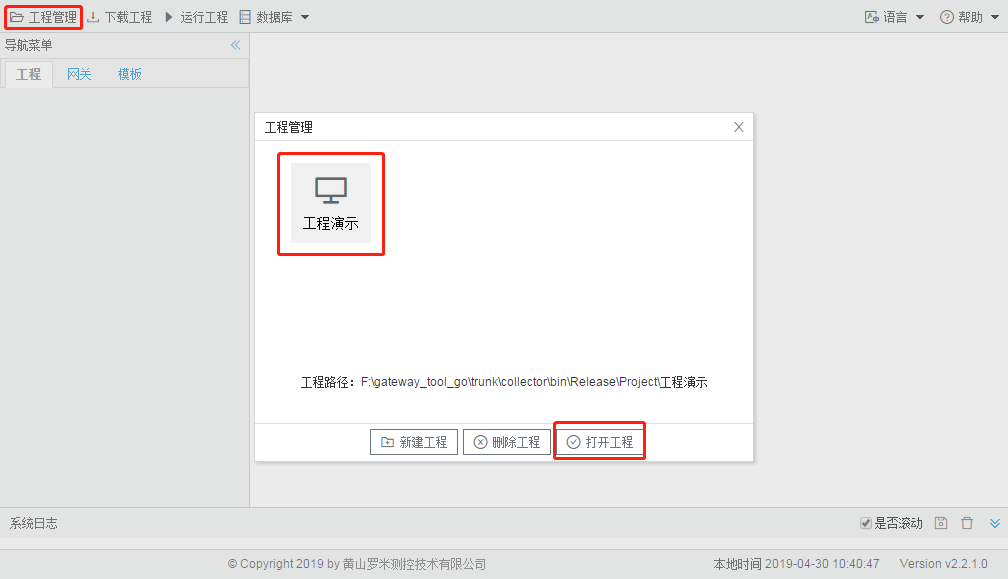 工程管理 下载工程 运行工程 数据库 语言 帮助
导航菜单
工程 网关 模板
工程管理
工程演示
工程路径：F:\gateway_tool_go\trunk\collector\bin\Release\Project\工程演示
新建工程 删除工程 打开工程
系统日志 是否滚动
© Copyright 2019 by 黄山罗米测控技术有限公司 本地时间 2019-04-30 10:40:47 Version v2.2.1.0